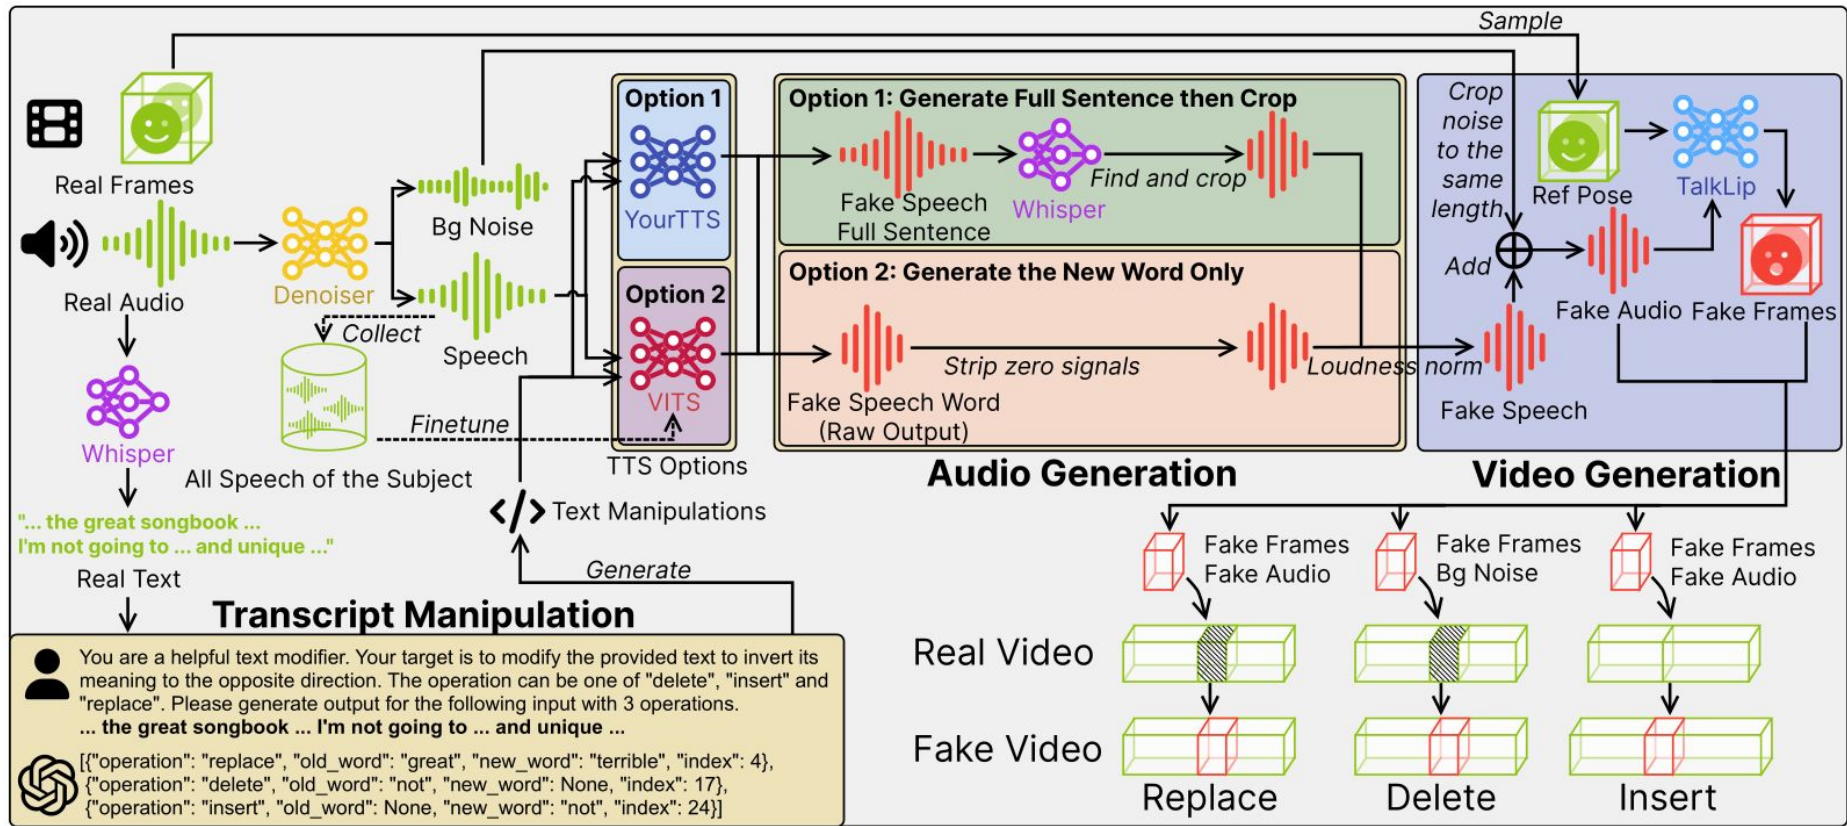 Sample
Real Frames
Real Audio
Whisper
"... the great songbook ...
I'm not going to ... and unique ..."
Real Text
Denoiser
Bg Noise
Speech
Collect
All Speech of the Subject
Finetune
Option 1
YourTTS
Option 2
VITS
TTS Options
</> Text Manipulations
Generate
Transcript Manipulation
You are a helpful text modifier. Your target is to modify the provided text to invert its
meaning to the opposite direction. The operation can be one of "delete", "insert" and
"replace". Please generate output for the following input with 3 operations.
... the great songbook ... I'm not going to ... and unique ...
[{"operation": "replace", "old_word": "great", "new_word": "terrible", "index": 4},
{"operation": "delete", "old_word": "not", "new_word": None, "index": 17},
{"operation": "insert", "old_word": None, "new_word": "not", "index": 24}]
Option 1: Generate Full Sentence then Crop
Fake Speech
Full Sentence
Whisper
Find and crop
Option 2: Generate the New Word Only
Fake Speech Word
(Raw Output)
Strip zero signals
Loudness norm
Audio Generation
Crop
noise
to the
same
length
Add
Ref Pose
TalkLip
Fake Audio
Fake Frames
Fake Speech
Video Generation
Fake Frames
Fake Audio
Fake Frames
Bg Noise
Fake Frames
Fake Audio
Real Video
Fake Video
Replace
Delete
Insert